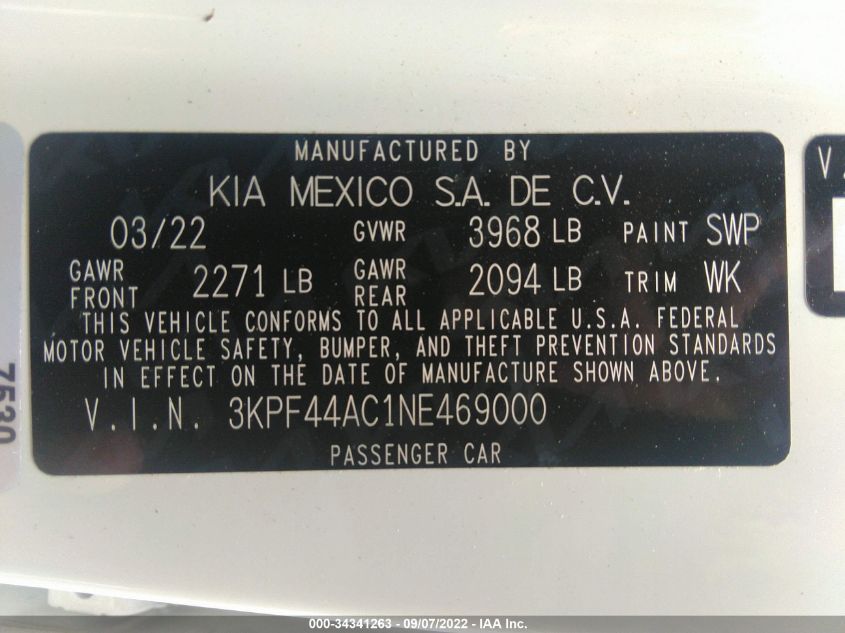 MANUFACTURED BY
KIA MEXICO S.A. DE C.V.
03/22 GVWR 3968 LB PAINT SWP
GAWR FRONT 2271 LB GAWR REAR 2094 LB TRIM WK
THIS VEHICLE CONFORMS TO ALL APPLICABLE U.S.A. FEDERAL
MOTOR VEHICLE SAFETY, BUMPER, AND THEFT PREVENTION STANDARDS
IN EFFECT ON THE DATE OF MANUFACTURE SHOWN ABOVE.
V.I.N. 3KPF44AC1NE469000
PASSENGER CAR
7530
V.
000-34341263 - 09/07/2022 - IAA Inc.